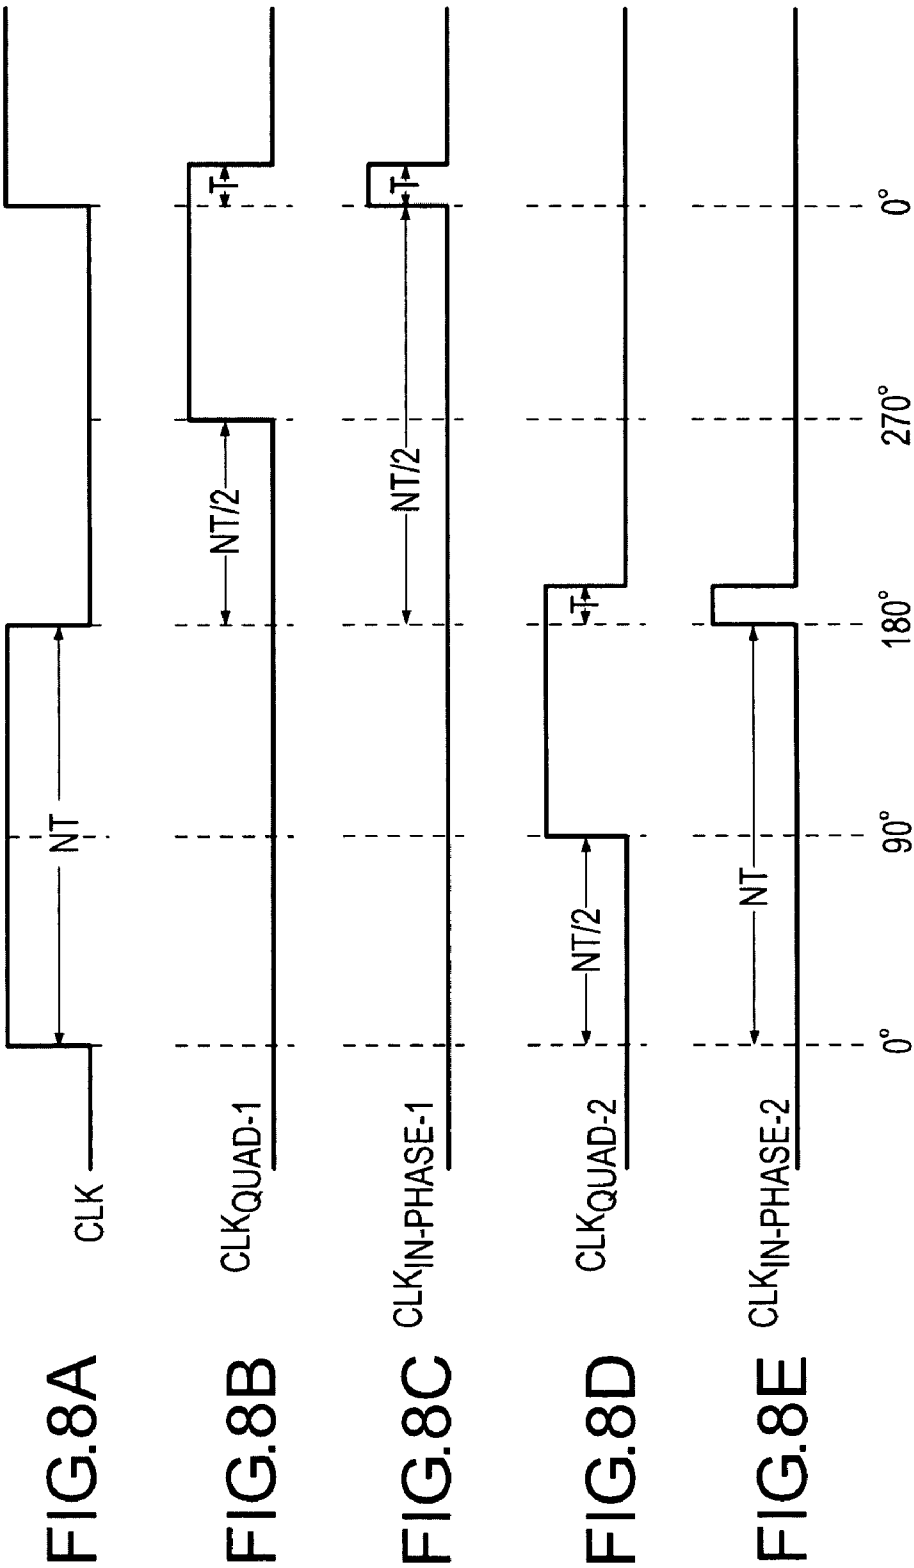 FIG.8A
CLK
NT
FIG.8B
CLKQUAD-1
NT/2
T
FIG.8C
CLKIN-PHASE-1
NT/2
T
FIG.8D
CLKQUAD-2
NT/2
T
FIG.8E
CLKIN-PHASE-2
NT
0° 90° 180° 270° 0°